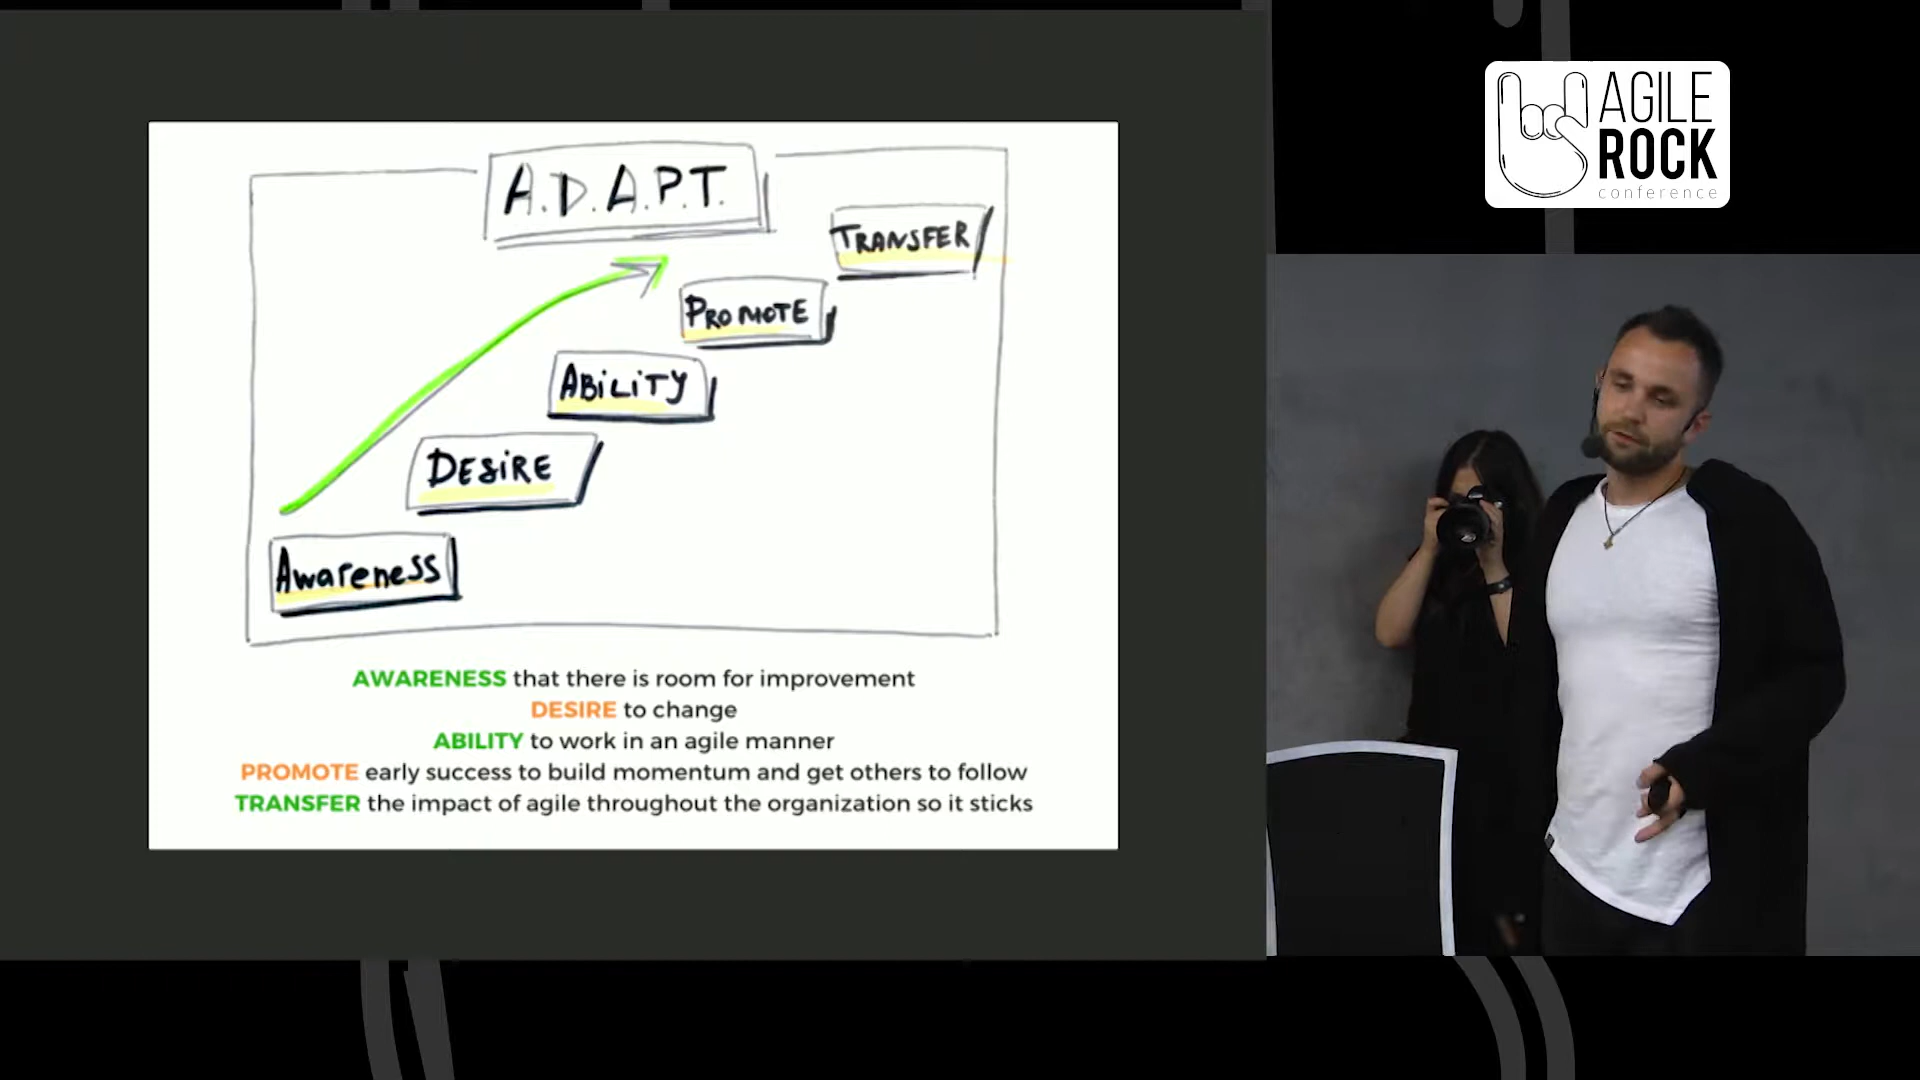 A.D.A.P.T.
TRANSFER
PROMOTE
ABILITY
DESIRE
Awareness
AWARENESS that there is room for improvement
DESIRE to change
ABILITY to work in an agile manner
PROMOTE early success to build momentum and get others to follow
TRANSFER the impact of agile throughout the organization so it sticks
AGILE
ROCK
conference